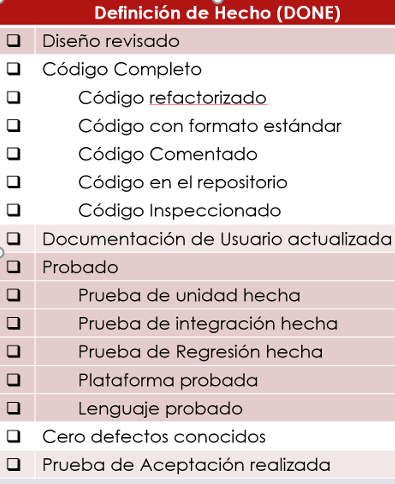 Definición de Hecho (DONE)
Diseño revisado
Código Completo
Código refactorizado
Código con formato estándar
Código Comentado
Código en el repositorio
Código Inspeccionado
Documentación de Usuario actualizada
Probado
Prueba de unidad hecha
Prueba de integración hecha
Prueba de Regresión hecha
Plataforma probada
Lenguaje probado
Cero defectos conocidos
Prueba de Aceptación realizada